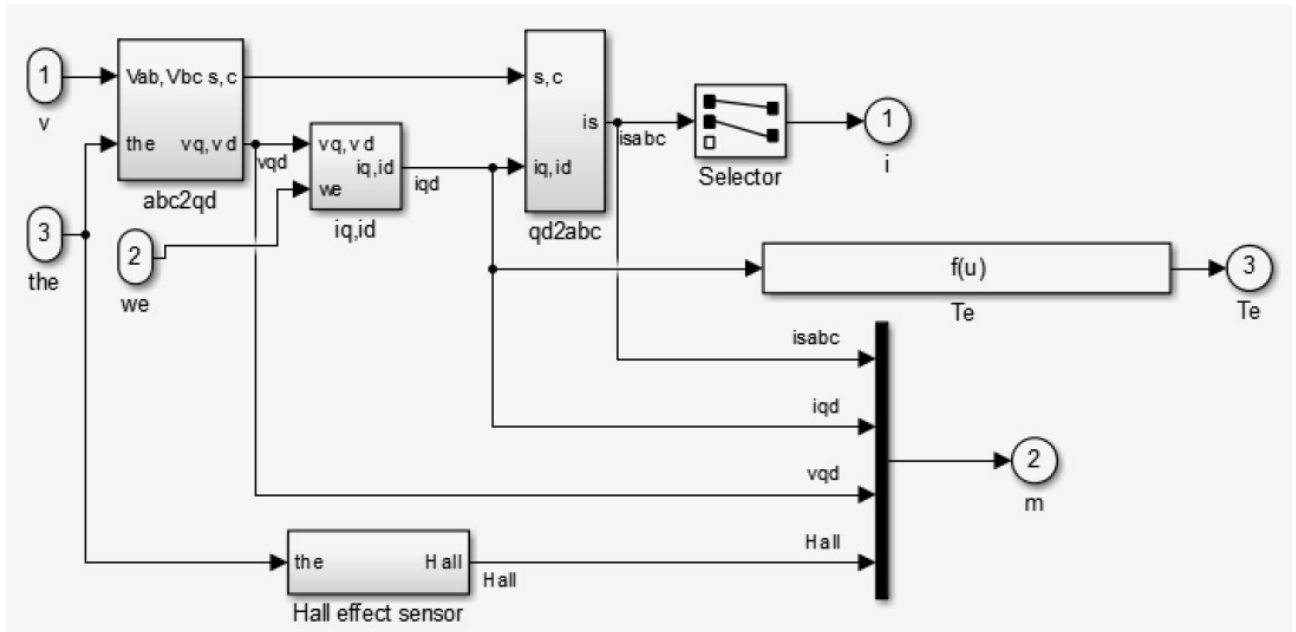 1
v
Vab,Vbc s,c
the vq,vd
abc2qd
3
the
2
we
vqd
vq,vd
iq,id
we
iq,id
iqd
s,c
is
iq,id
qd2abc
isabc
Selector
1
i
f(u)
Te
3
Te
isabc
iqd
vqd
Hall
2
m
the Hall
Hall
Hall effect sensor